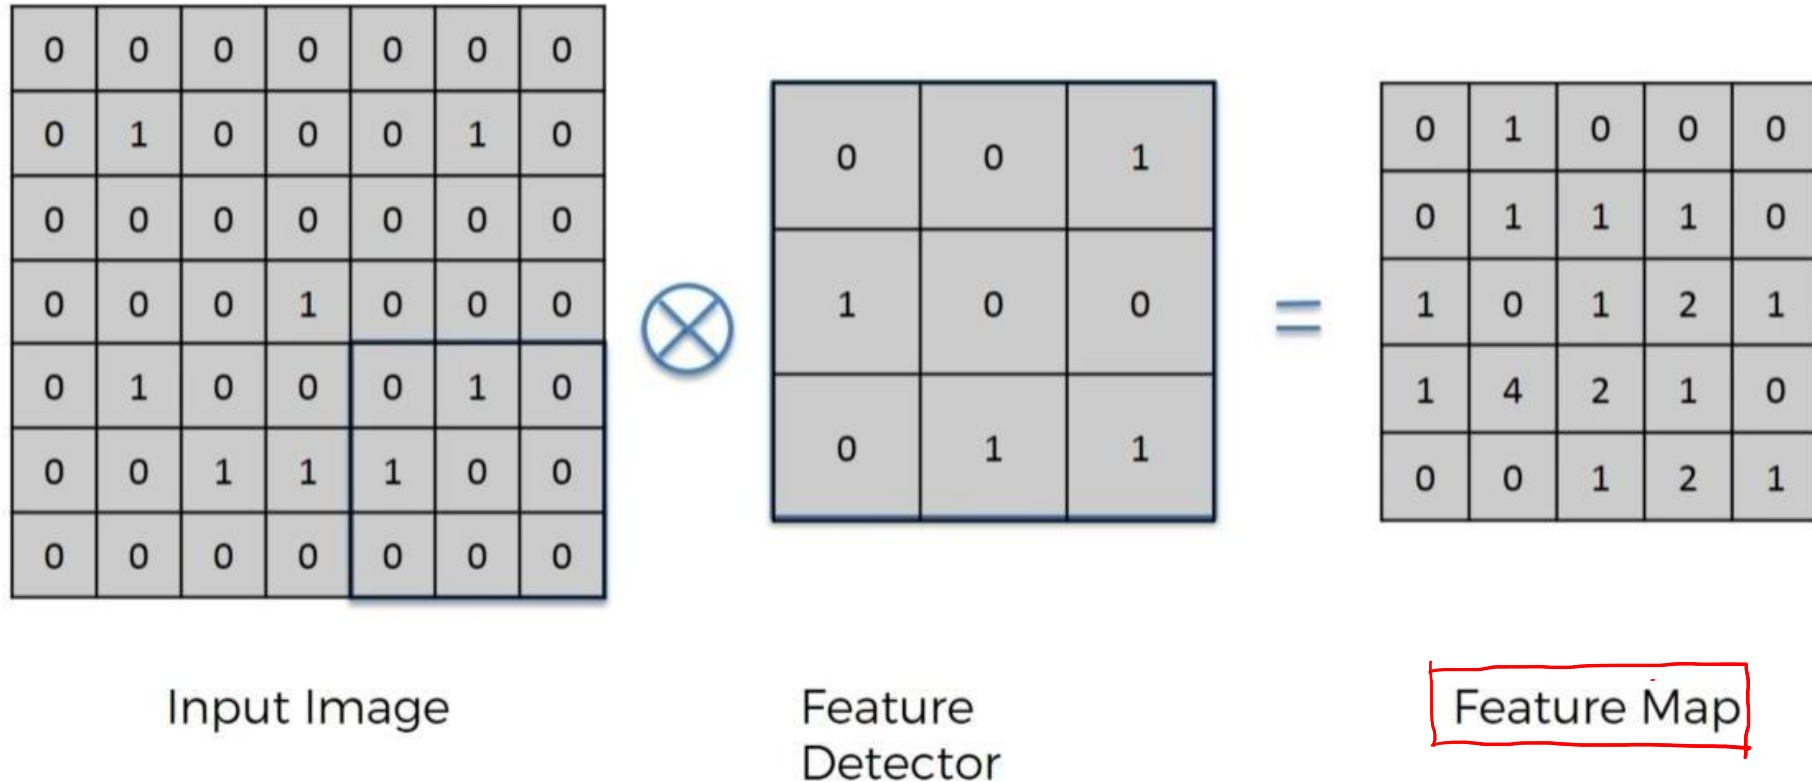 0 0 0 0 0 0 0
0 1 0 0 0 1 0
0 0 0 0 0 0 0
0 0 0 1 0 0 0
0 1 0 0 0 1 0
0 0 1 1 1 0 0
0 0 0 0 0 0 0
Input Image
0 0 1
1 0 0
0 1 1
Feature
Detector
=
0 1 0 0 0
0 1 1 1 0
1 0 1 2 1
1 4 2 1 0
0 0 1 2 1
Feature Map